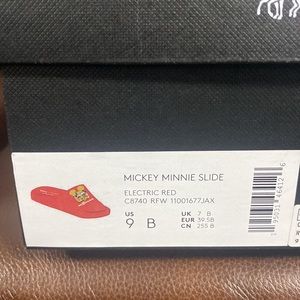 MICKEY MINNIE SLIDE
ELECTRIC RED
C8740 RFW 11001677JAX
US UK 7 B
9 B EUR 39.5B
CN 255 B